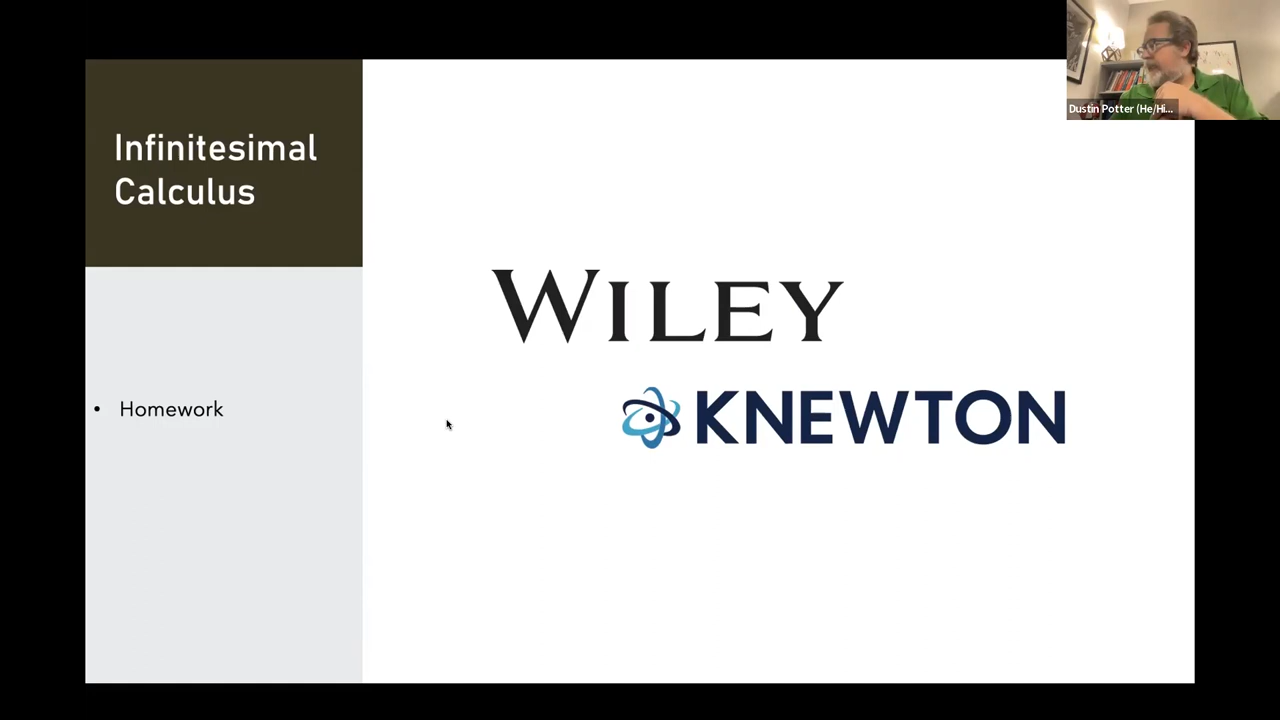 Infinitesimal
Calculus
• Homework
WILEY
KNEWTON
Dustin Potter (He/Hi...